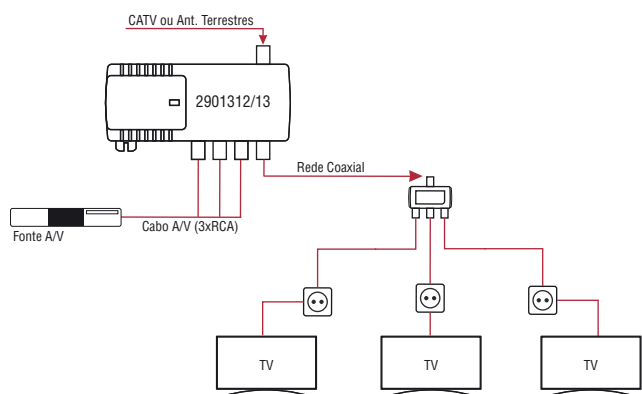 CATV ou Ant. Terrestres
2901312/13
Rede Coaxial
Cabo A/V (3xRCA)
Fonte A/V
TV
TV
TV